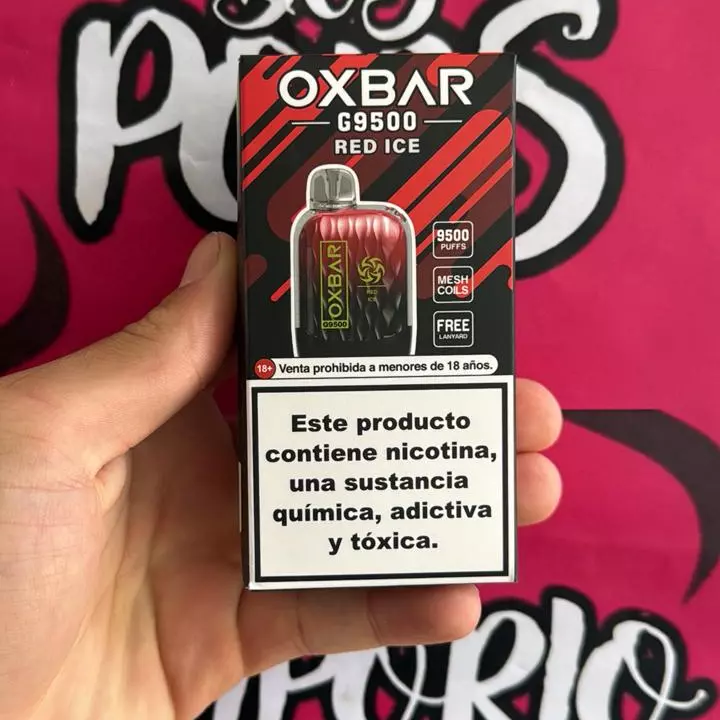 OXBAR
G9500
RED ICE
9500
PUFFS
OXBAR
G9500
RED
ICE
MESH
COILS
FREE
LANYARD
18+ Venta prohibida a menores de 18 años.
Este producto
contiene nicotina,
una sustancia
química, adictiva
y tóxica.